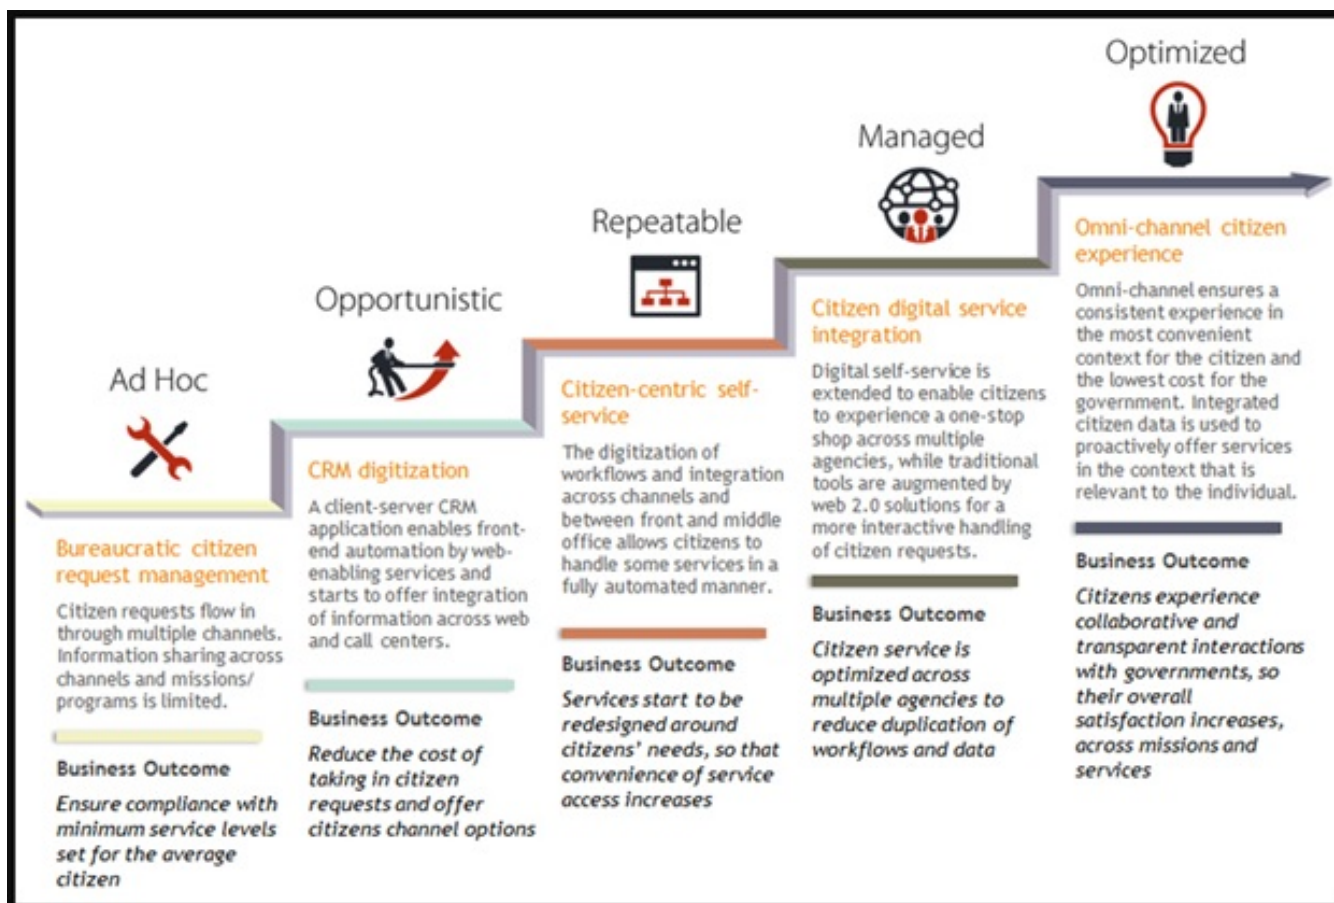 Ad Hoc
Bureaucratic citizen
request management
Citizen requests flow in
through multiple channels.
Information sharing across
channels and missions/
programs is limited.
Business Outcome
Ensure compliance with
minimum service levels
set for the average
citizen
Opportunistic
CRM digitization
A client-server CRM
application enables front-
end automation by web-
enabling services and
starts to offer integration
of information across web
and call centers.
Business Outcome
Reduce the cost of
taking in citizen
requests and offer
citizens channel options
Repeatable
Citizen-centric self-
service
The digitization of
workflows and integration
across channels and
between front and middle
office allows citizens to
handle some services in a
fully automated manner.
Business Outcome
Services start to be
redesigned around
citizens' needs, so that
convenience of service
access increases
Managed
Citizen digital service
integration
Digital self-service is
extended to enable citizens
to experience a one-stop
shop across multiple
agencies, while traditional
tools are augmented by
web 2.0 solutions for a
more interactive handling
of citizen requests.
Business Outcome
Citizen service is
optimized across
multiple agencies to
reduce duplication of
workflows and data
Optimized
Omni-channel citizen
experience
Omni-channel ensures a
consistent experience in
the most convenient
context for the citizen and
the lowest cost for the
government. Integrated
citizen data is used to
proactively offer services
in the context that is
relevant to the individual.
Business Outcome
Citizens experience
collaborative and
transparent interactions
with governments, so
their overall
satisfaction increases,
across missions and
services